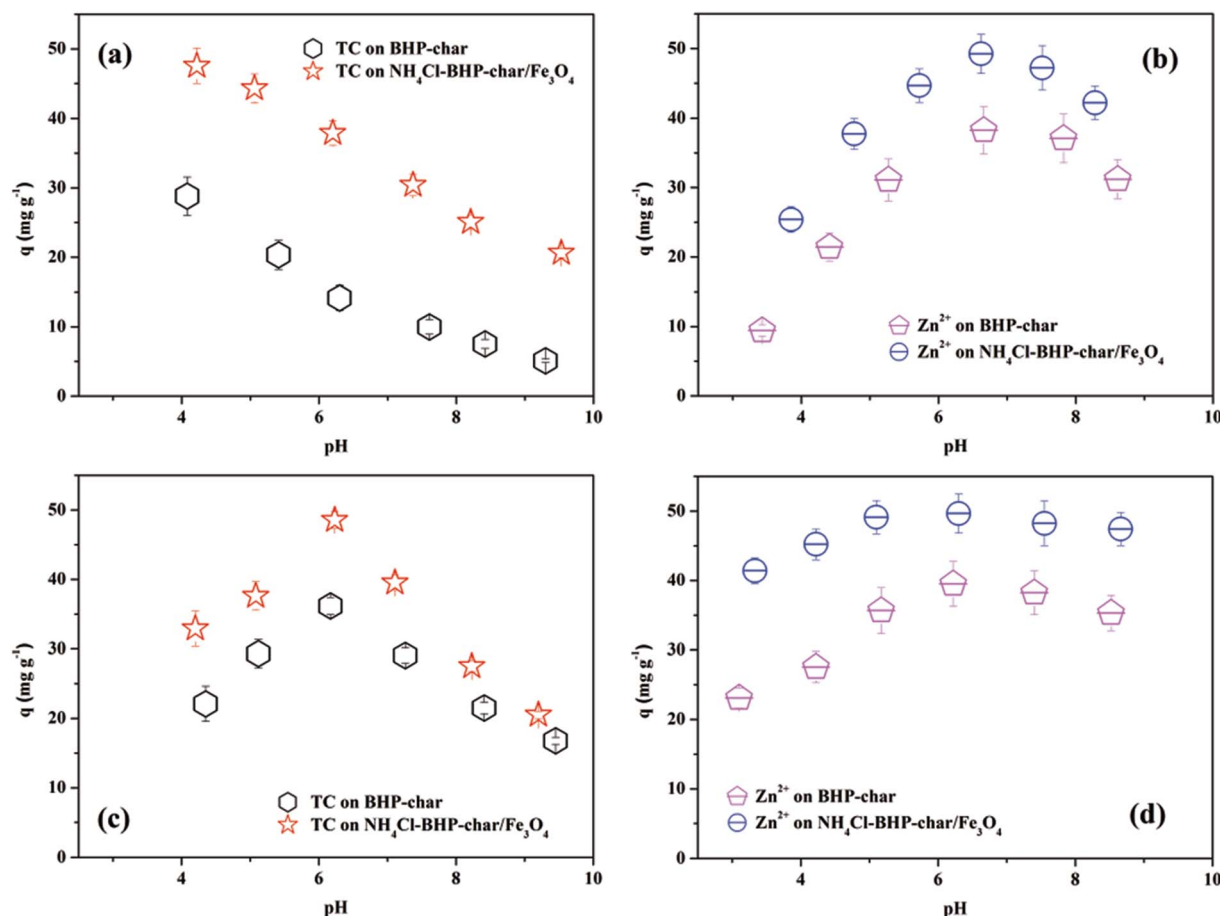 (a)
TC on BHP-char
TC on NH₄Cl-BHP-char/Fe₃O₄
50
40
30
20
10
0
q (mg g⁻¹)
4
6
8
10
pH
(b)
Zn²⁺ on BHP-char
Zn²⁺ on NH₄Cl-BHP-char/Fe₃O₄
50
40
30
20
10
0
q (mg g⁻¹)
4
6
8
10
pH
(c)
TC on BHP-char
TC on NH₄Cl-BHP-char/Fe₃O₄
50
40
30
20
10
0
q (mg g⁻¹)
4
6
8
10
pH
(d)
Zn²⁺ on BHP-char
Zn²⁺ on NH₄Cl-BHP-char/Fe₃O₄
50
40
30
20
10
0
q (mg g⁻¹)
4
6
8
10
pH